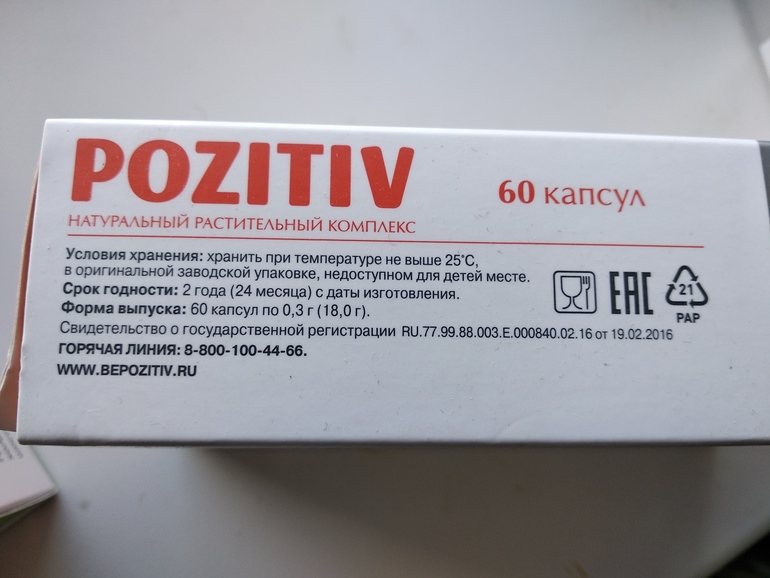 POZITIV
60 капсул
НАТУРАЛЬНЫЙ РАСТИТЕЛЬНЫЙ КОМПЛЕКС
Условия хранения: хранить при температуре не выше 25°С,
в оригинальной заводской упаковке, недоступном для детей месте.
Срок годности: 2 года (24 месяца) с даты изготовления.
Форма выпуска: 60 капсул по 0,3 г (18,0 г).
Свидетельство о государственной регистрации RU.77.99.88.003.Е.000840.02.16 от 19.02.2016
ГОРЯЧАЯ ЛИНИЯ: 8-800-100-44-66.
WWW.BEPOZITIV.RU
EAC
21
PAP